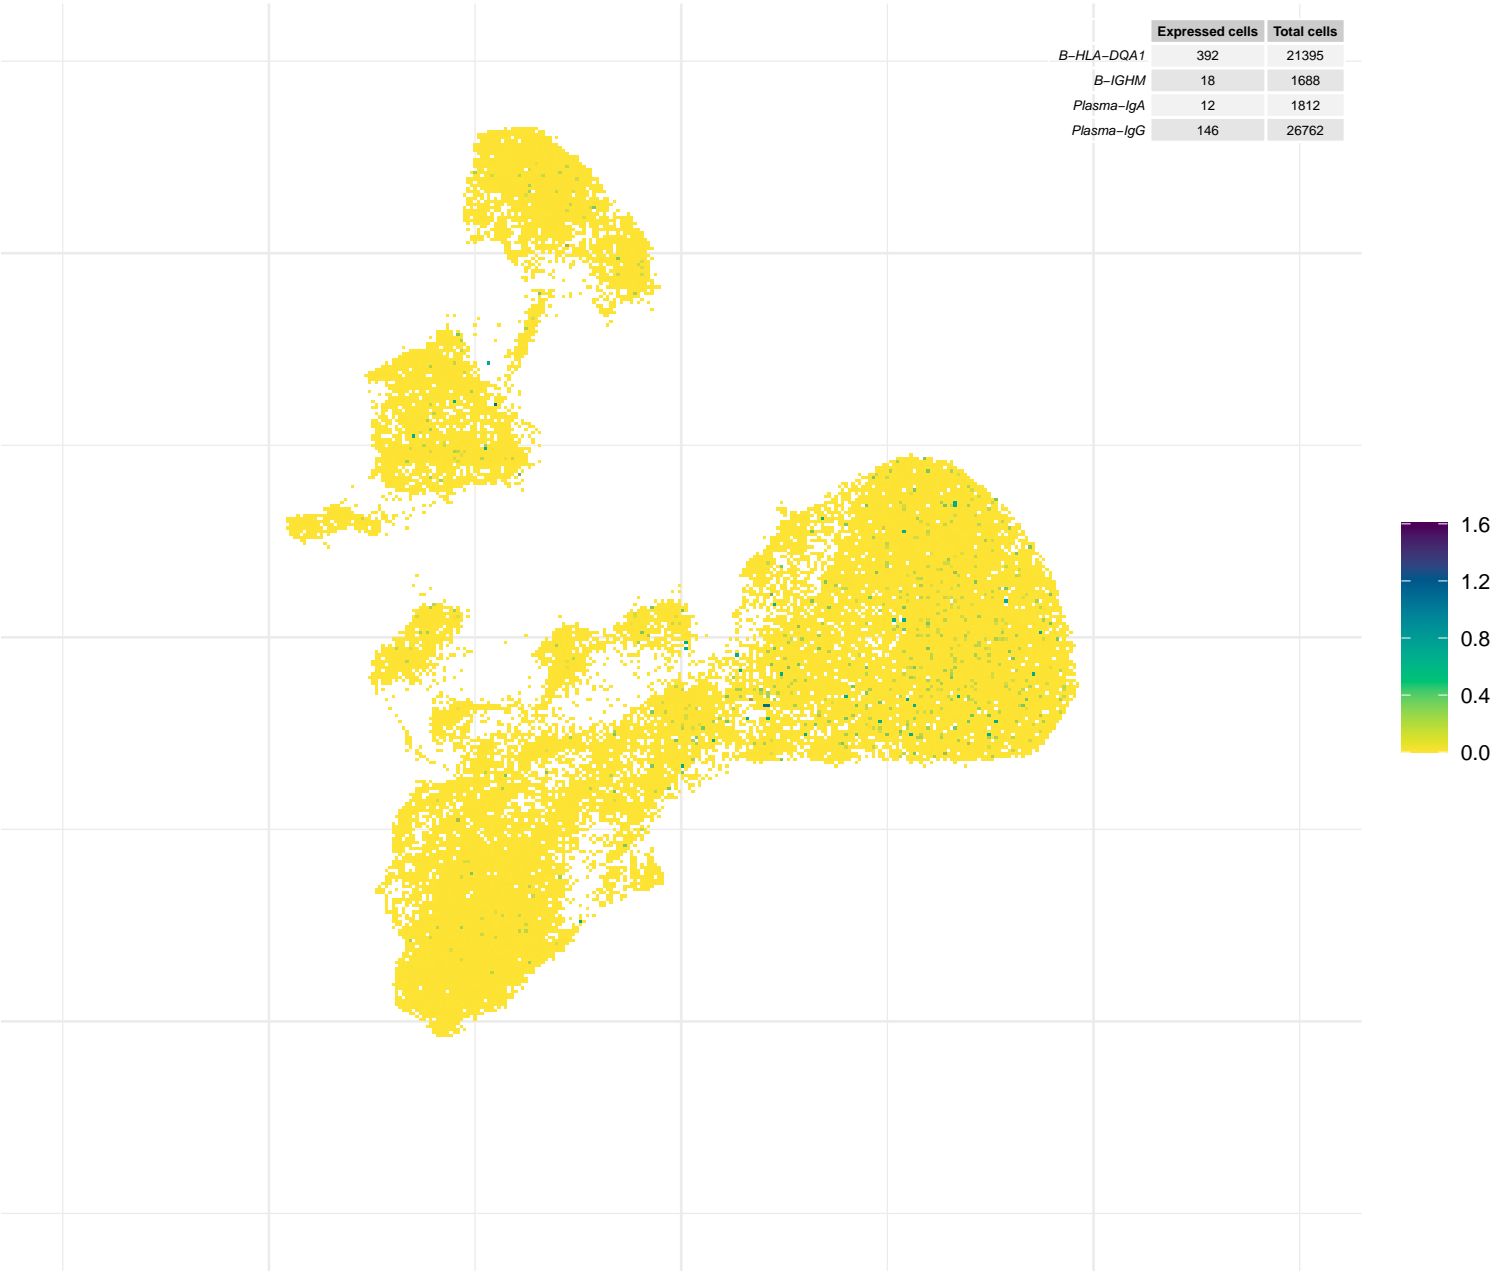 Expressed cells Total cells
B−HLA−DQA1 392 21395
B−IGHM 18 1688
Plasma−IgA 12 1812
Plasma−IgG 146 26762
1.6
1.2
0.8
0.4
0.0